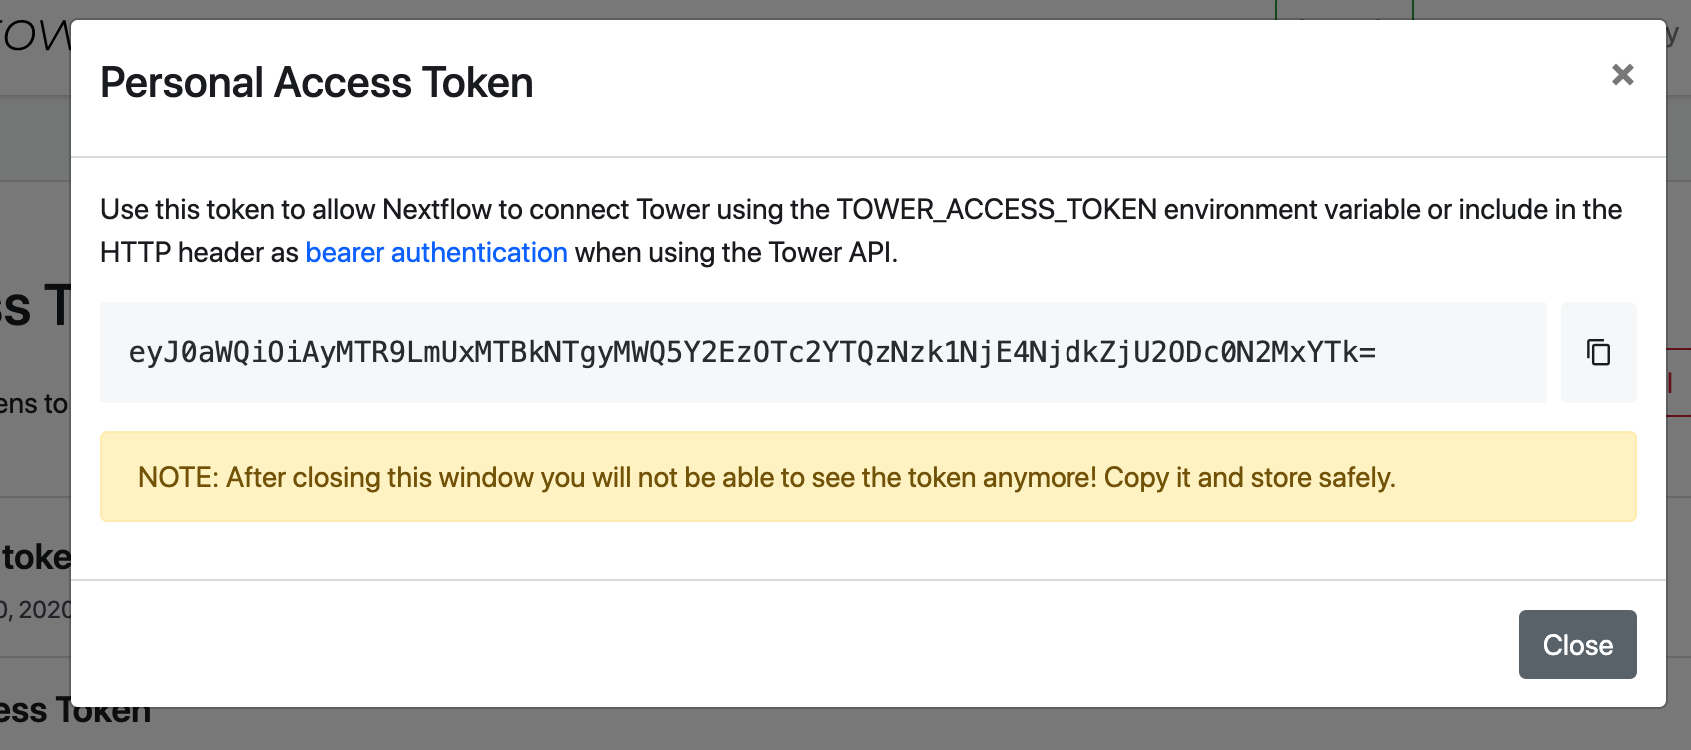 TOW
y
Personal Access Token
Use this token to allow Nextflow to connect Tower using the TOWER_ACCESS_TOKEN environment variable or include in the
HTTP header as bearer authentication when using the Tower API.
ss T
eyJ0aWQiOiAyMTR9LmUxMTBkNTgyMWQ5Y2EzOTc2YTQzNzk1NjE4NjdkZjU2ODc0N2MxYTk=
ens to
NOTE: After closing this window you will not be able to see the token anymore! Copy it and store safely.
toke
0, 2020
Close
ess Token